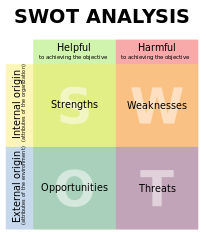 SWOT ANALYSIS
Helpful
to achieving the objective
Harmful
to achieving the objective
Internal origin
(attributes of the organization)
S
Strengths
W
Weaknesses
External origin
(attributes of the environment)
O
Opportunities
T
Threats